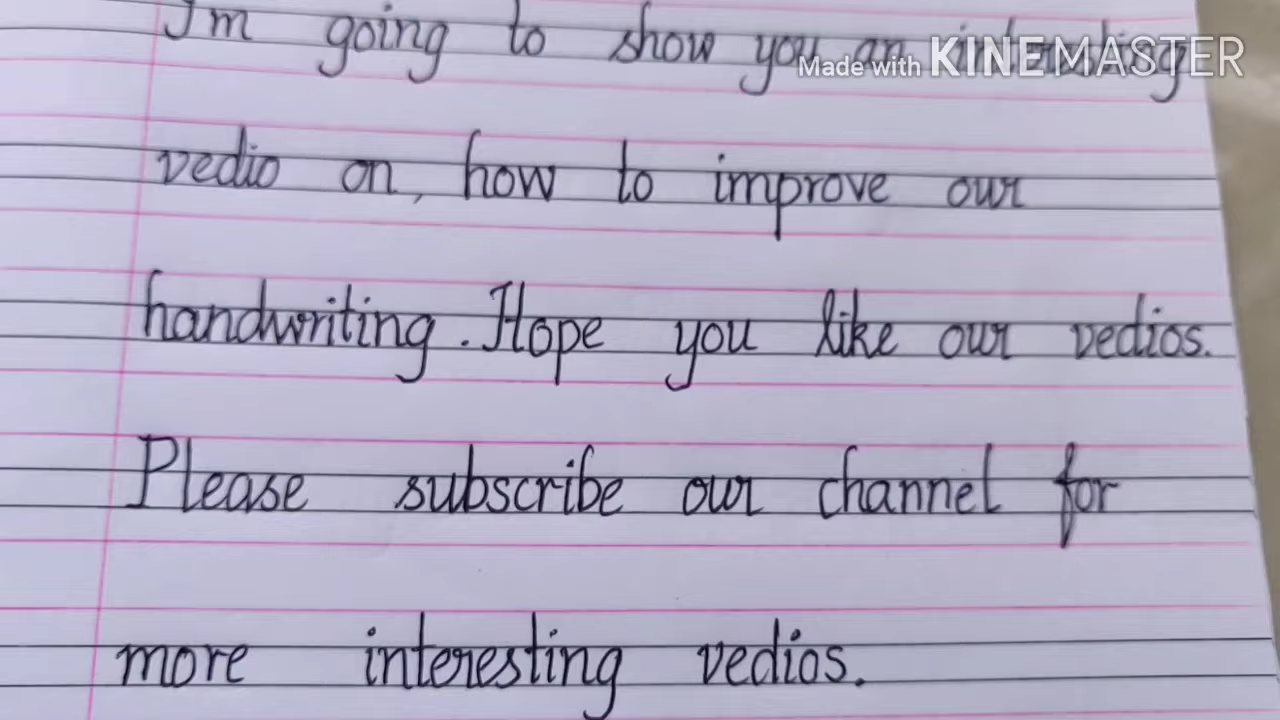 I'm going to show you an interesting
Made with KINEMASTER
vedio on, how to improve our
handwriting. Hope you like our vedios.
Please subscribe our channel for
more interesting vedios.